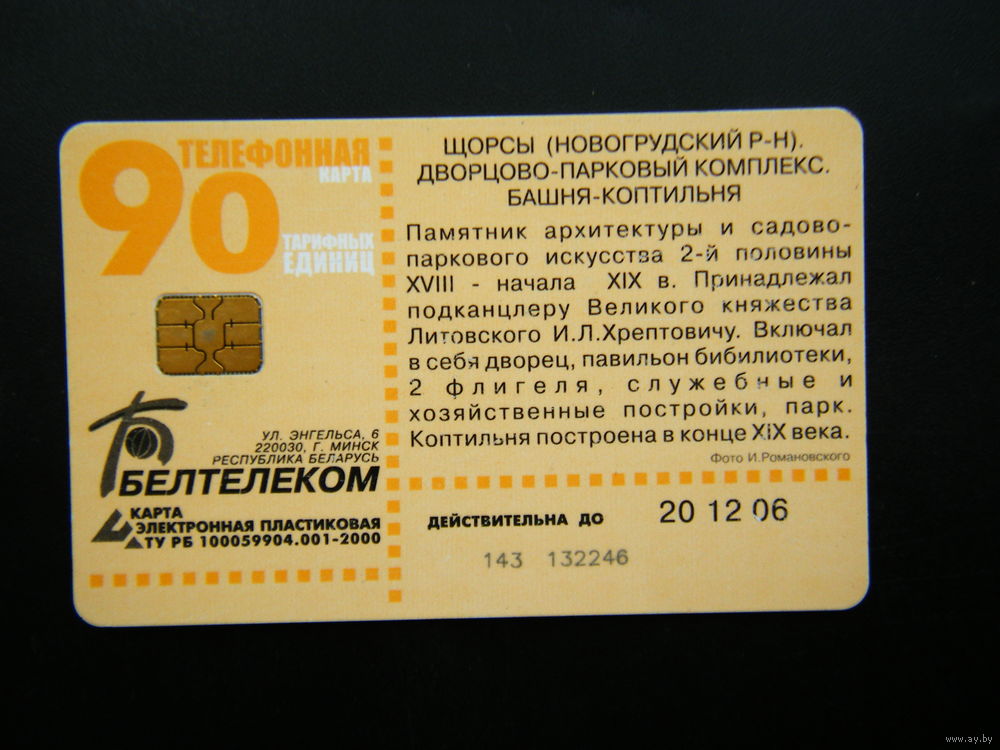 90
ТЕЛЕФОННАЯ
КАРТА
ТАРИФНЫХ
ЕДИНИЦ
УЛ. ЭНГЕЛЬСА, 6
220030, Г. МИНСК
РЕСПУБЛИКА БЕЛАРУСЬ
БЕЛТЕЛЕКОМ
КАРТА
ЭЛЕКТРОННАЯ ПЛАСТИКОВАЯ
ТУ РБ 100059904.001-2000
ЩОРСЫ (НОВОГРУДСКИЙ Р-Н).
ДВОРЦОВО-ПАРКОВЫЙ КОМПЛЕКС.
БАШНЯ-КОПТИЛЬНЯ
Памятник архитектуры и садово-
паркового искусства 2-й половины
XVIII - начала XIX в. Принадлежал
подканцлеру Великого княжества
Литовского И.Л.Хрептовичу. Включал
в себя дворец, павильон бибилиотеки,
2 флигеля, служебные и
хозяйственные постройки, парк.
Коптильня построена в конце XIX века.
Фото И.Романовского
ДЕЙСТВИТЕЛЬНА ДО 20 12 06
143 132246
www.ay.by